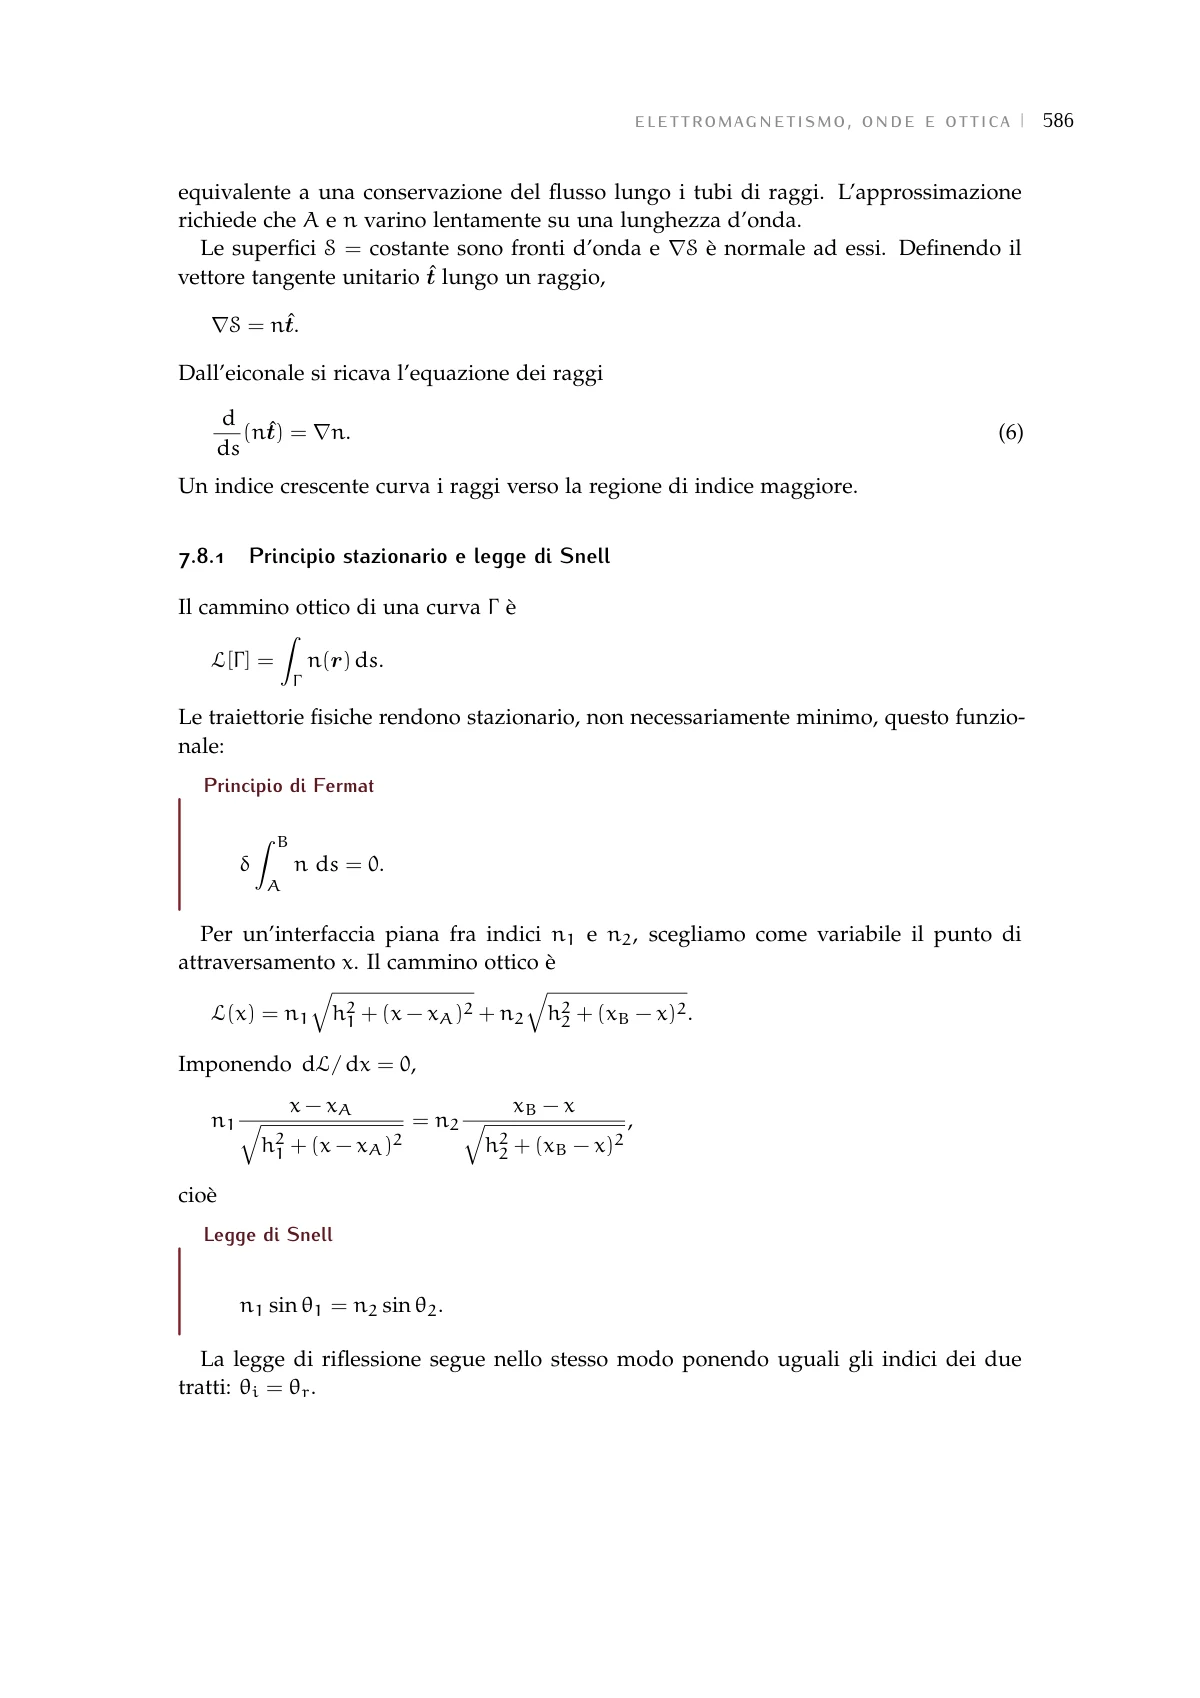 ELETTROMAGNETISMO, ONDE E OTTICA | 586
equivalente a una conservazione del flusso lungo i tubi di raggi. L'approssimazione
richiede che A e n varino lentamente su una lunghezza d'onda.
Le superfici 𝒮 = costante sono fronti d'onda e ∇𝒮 è normale ad essi. Definendo il
vettore tangente unitario t̂ lungo un raggio,
∇𝒮 = nt̂.
Dall'eiconale si ricava l'equazione dei raggi
d/ds (nt̂) = ∇n. (6)
Un indice crescente curva i raggi verso la regione di indice maggiore.
7.8.1 Principio stazionario e legge di Snell
Il cammino ottico di una curva Γ è
ℒ[Γ] = ∫_Γ n(r) ds.
Le traiettorie fisiche rendono stazionario, non necessariamente minimo, questo funzio-
nale:
Principio di Fermat
δ ∫_A^B n ds = 0.
Per un'interfaccia piana fra indici n₁ e n₂, scegliamo come variabile il punto di
attraversamento x. Il cammino ottico è
ℒ(x) = n₁√(h₁² + (x − x_A)²) + n₂√(h₂² + (x_B − x)²).
Imponendo dℒ/dx = 0,
n₁ (x − x_A)/√(h₁² + (x − x_A)²) = n₂ (x_B − x)/√(h₂² + (x_B − x)²),
cioè
Legge di Snell
n₁ sin θ₁ = n₂ sin θ₂.
La legge di riflessione segue nello stesso modo ponendo uguali gli indici dei due
tratti: θᵢ = θᵣ.